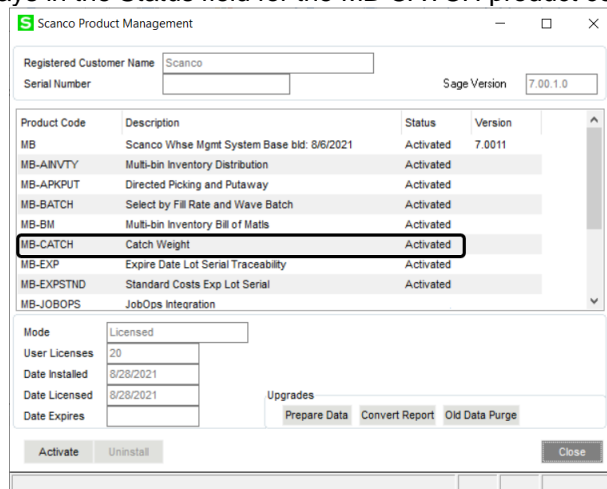 ays in the Status field for the MB-CATCH product co
S Scanco Product Management
Registered Customer Name Scanco
Serial Number Sage Version 7.00.1.0
Product Code Description Status Version
MB Scanco Whse Mgmt System Base bld: 8/6/2021 Activated 7.0011
MB-AINVTY Multi-bin Inventory Distribution Activated
MB-APKPUT Directed Picking and Putaway Activated
MB-BATCH Select by Fill Rate and Wave Batch Activated
MB-BM Multi-bin Inventory Bill of Matls Activated
MB-CATCH Catch Weight Activated
MB-EXP Expire Date Lot Serial Traceability Activated
MB-EXPSTND Standard Costs Exp Lot Serial Activated
MB-JOBOPS JobOps Integration
Mode Licensed
User Licenses 20
Date Installed 8/28/2021
Date Licensed 8/28/2021 Upgrades
Date Expires Prepare Data Convert Report Old Data Purge
Activate Uninstall Close